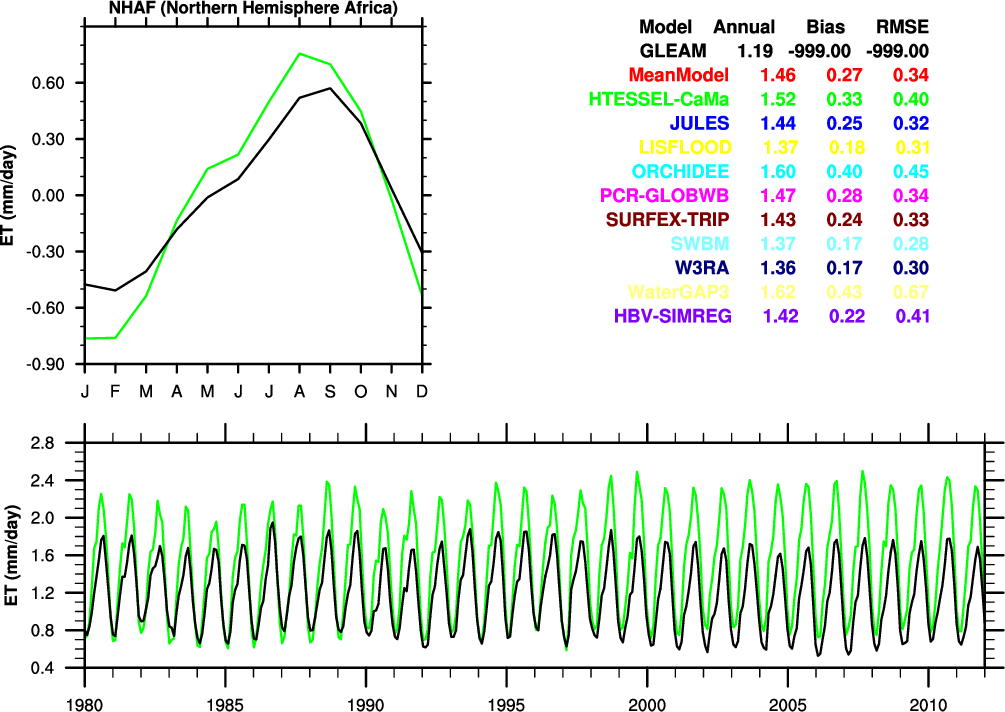 NHAF (Northern Hemisphere Africa)
0.60
0.30
0.00
-0.30
-0.60
-0.90
ET (mm/day)
J F M A M J J A S O N D
Model Annual Bias RMSE
GLEAM 1.19 -999.00 -999.00
MeanModel 1.46 0.27 0.34
HTESSEL-CaMa 1.52 0.33 0.40
JULES 1.44 0.25 0.32
LISFLOOD 1.37 0.18 0.31
ORCHIDEE 1.60 0.40 0.45
PCR-GLOBWB 1.47 0.28 0.34
SURFEX-TRIP 1.43 0.24 0.33
SWBM 1.37 0.17 0.28
W3RA 1.36 0.17 0.30
WaterGAP3 1.62 0.43 0.67
HBV-SIMREG 1.42 0.22 0.41
2.8
2.4
2.0
1.6
1.2
0.8
0.4
ET (mm/day)
1980 1985 1990 1995 2000 2005 2010